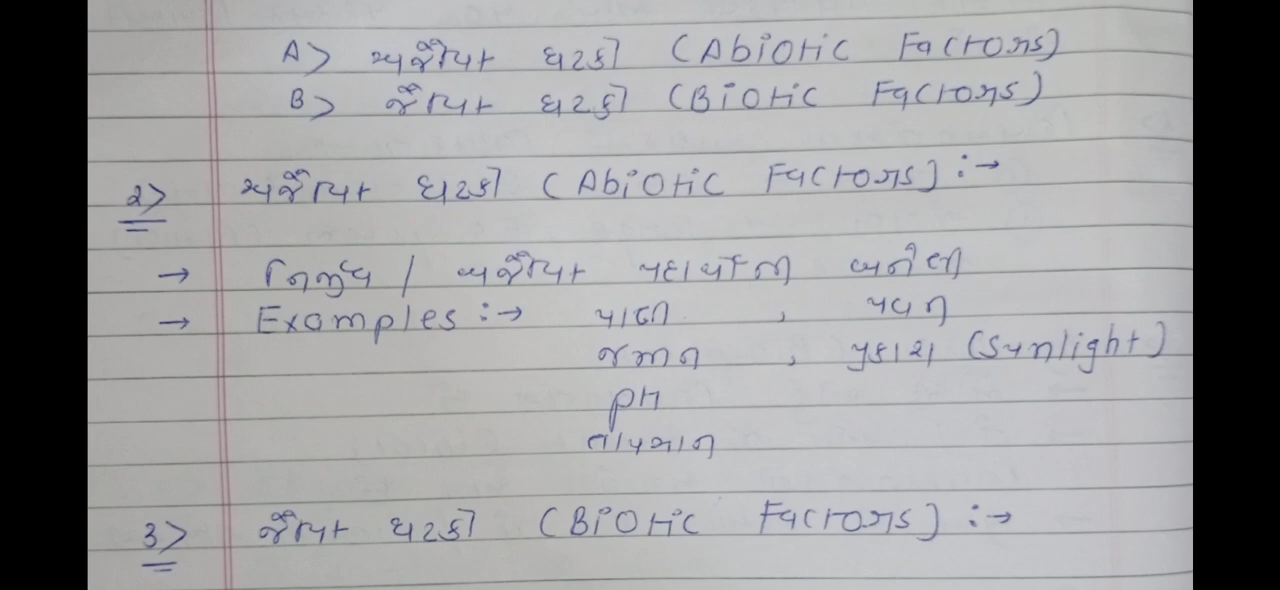 A> અજૈવિક ઘટકો (Abiotic Factors)
B> જૈવિક ઘટકો (Biotic Factors)
2> અજૈવિક ઘટકો (Abiotic Factors) :→
→ નિર્જીવ / અજૈવિક પદાર્થોના બનેલા
→ Examples :→ પાણી , પવન
જમીન , પ્રકાશ (Sunlight)
pH
તાપમાન
3> જૈવિક ઘટકો (Biotic Factors) :→